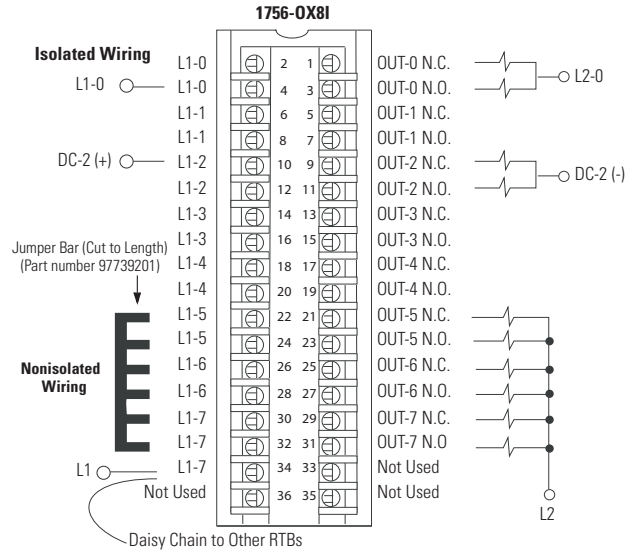 1756-OX8I
Isolated Wiring
L1-0 2 1 OUT-0 N.C.
L1-0 L1-0 4 3 OUT-0 N.O. L2-0
L1-1 6 5 OUT-1 N.C.
L1-1 8 7 OUT-1 N.O.
DC-2 (+) L1-2 10 9 OUT-2 N.C. DC-2 (-)
L1-2 12 11 OUT-2 N.O.
L1-3 14 13 OUT-3 N.C.
L1-3 16 15 OUT-3 N.O.
Jumper Bar (Cut to Length)
(Part number 97739201)
L1-4 18 17 OUT-4 N.C.
L1-4 20 19 OUT-4 N.O.
L1-5 22 21 OUT-5 N.C.
L1-5 24 23 OUT-5 N.O.
Nonisolated
Wiring
L1-6 26 25 OUT-6 N.C.
L1-6 28 27 OUT-6 N.O.
L1-7 30 29 OUT-7 N.C.
L1-7 32 31 OUT-7 N.O
L1 L1-7 34 33 Not Used
Not Used 36 35 Not Used
L2
Daisy Chain to Other RTBs